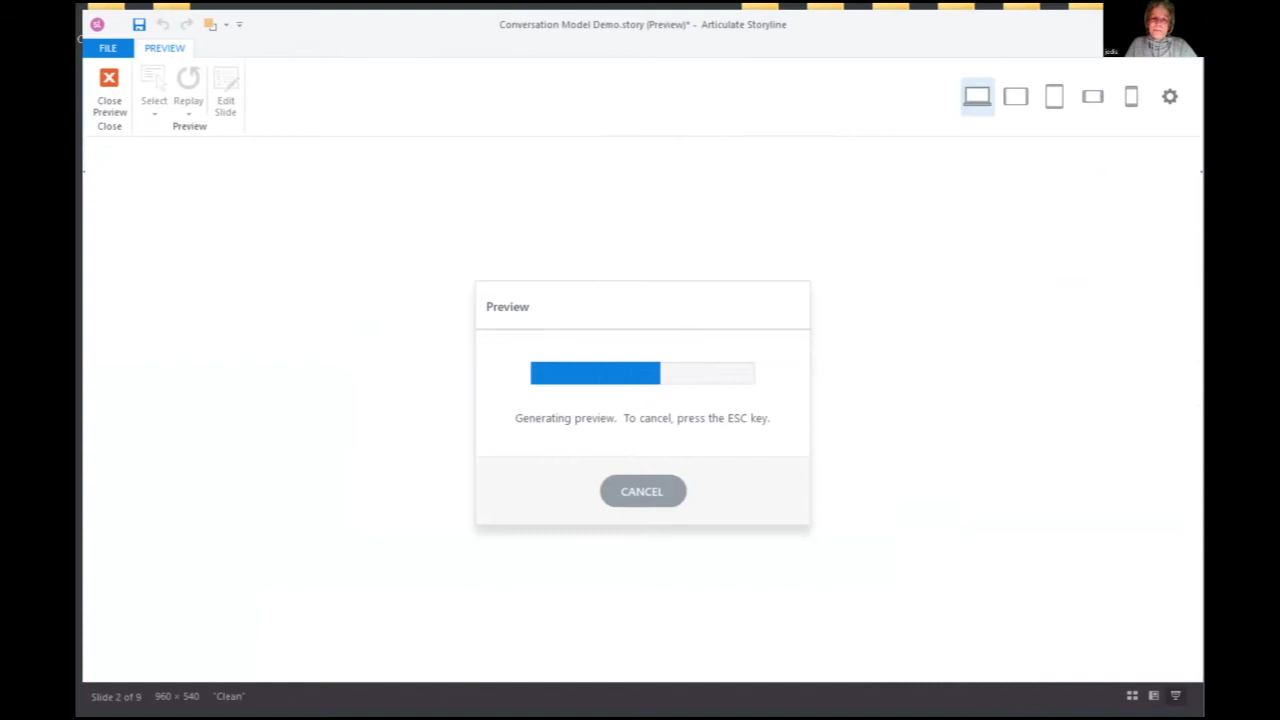 Conversation Model Demo.story (Preview)* - Articulate Storyline
FILE
PREVIEW
Close Preview
Select
Replay
Edit Slide
Close
Preview
Preview
Generating preview. To cancel, press the ESC key.
CANCEL
Slide 2 of 9
960 × 540
"Clean"